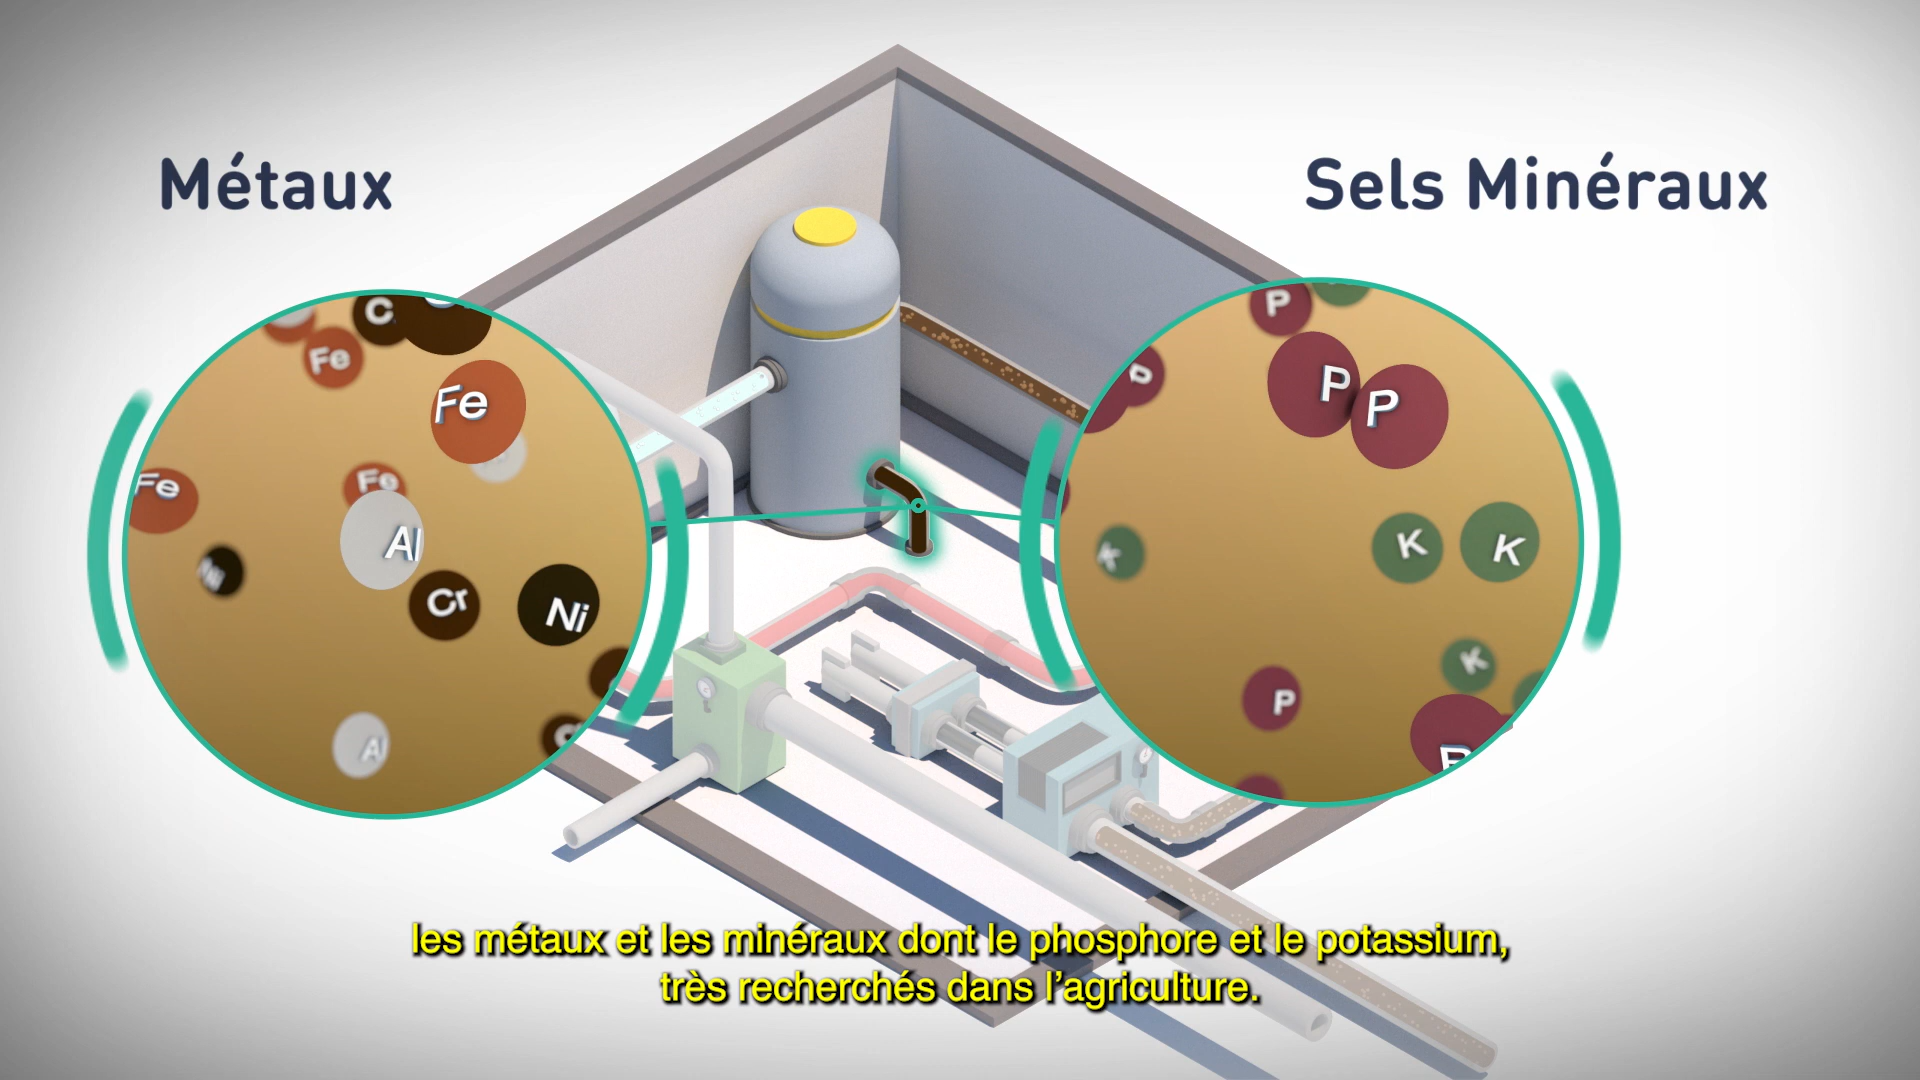 Métaux
Sels Minéraux
C
Fe
Fe
Fe
Fe
Al
Ni
Cr
Ni
Al
C
P
P
P
P
K
K
K
K
P
P
les métaux et les minéraux dont le phosphore et le potassium,
très recherchés dans l’agriculture.